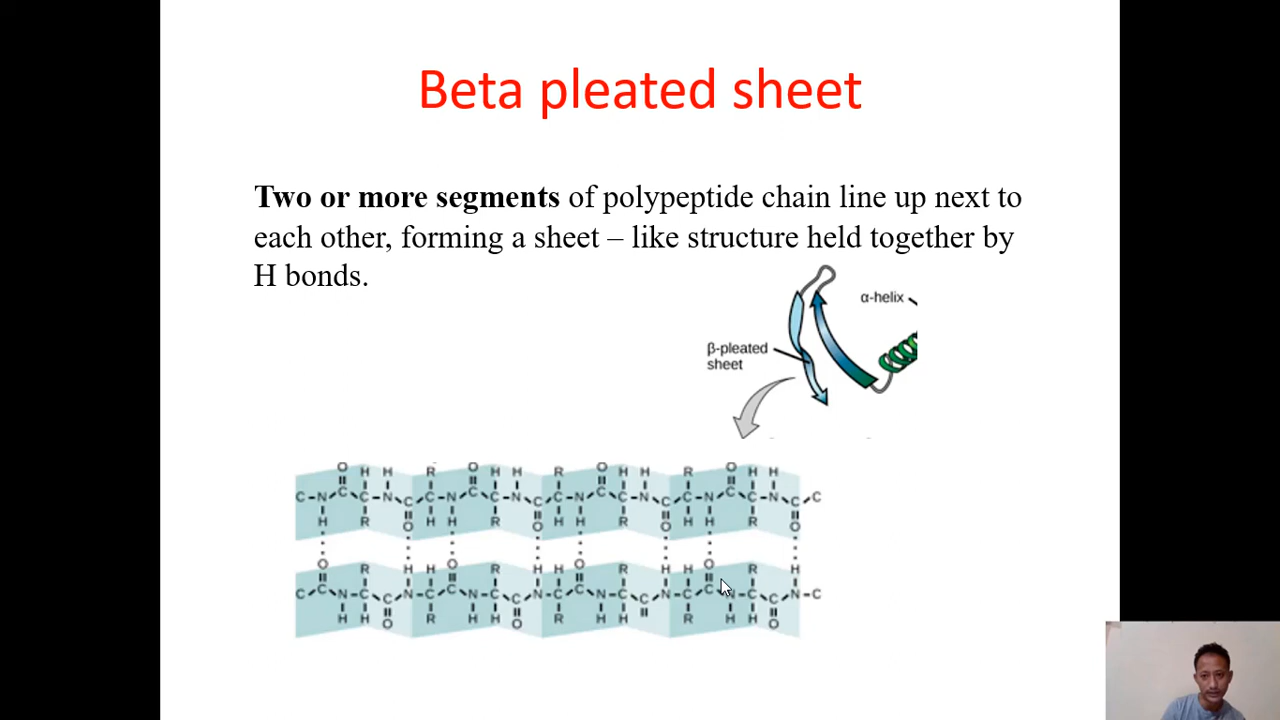 Beta pleated sheet
Two or more segments of polypeptide chain line up next to
each other, forming a sheet – like structure held together by
H bonds.
α-helix
β-pleated
sheet
O H H R O H H R O H H R O H H
C N C C N C C N C C N C C N C C N C C N C C N C C
H R O H H R O H H R O H H R O
O R H H O R H H O R H H O R H
C C N C C N C C N C C N C C N C C N C C N C C N C
H H O R H H O R H H R H H O